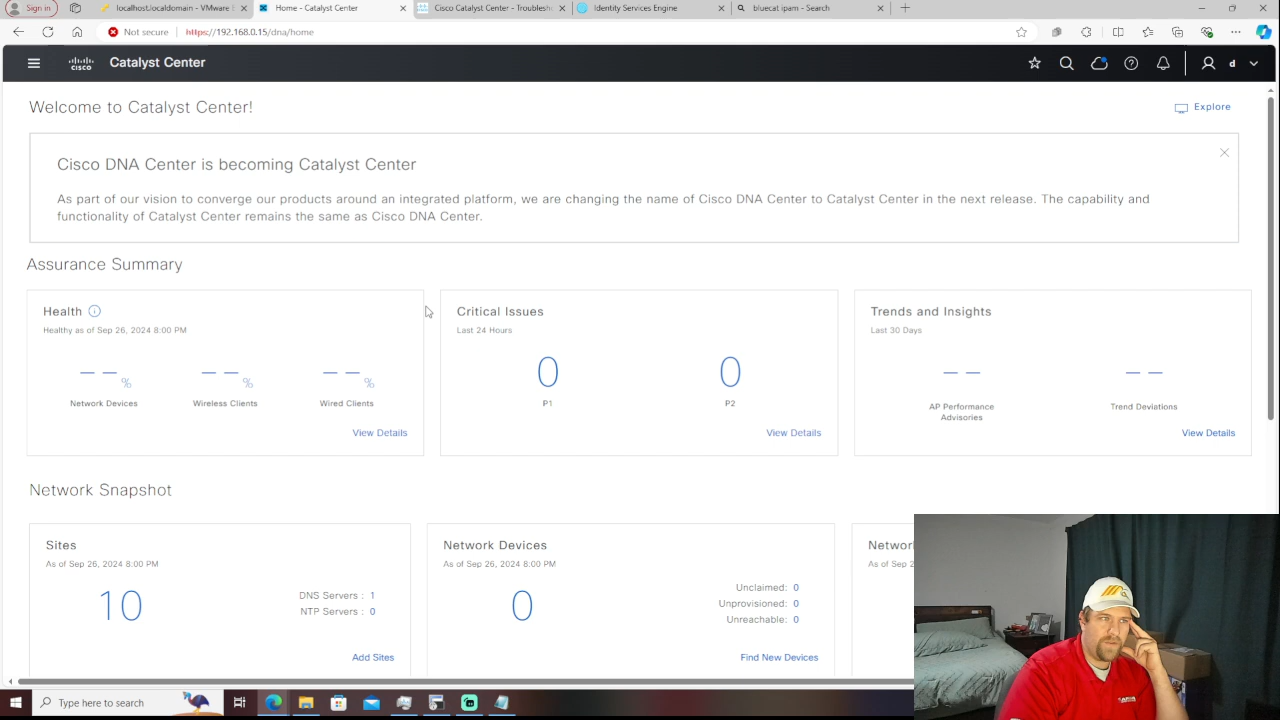 Sign in
localhost.localdomain - VMware
Home - Catalyst Center
Cisco Catalyst Center - Troublesh
Identity Services Engine
bluecat ipam - Search
Not secure
https://192.168.0.15/dna/home
CISCO
Catalyst Center
d
Welcome to Catalyst Center!
Explore
Cisco DNA Center is becoming Catalyst Center
As part of our vision to converge our products around an integrated platform, we are changing the name of Cisco DNA Center to Catalyst Center in the next release. The capability and
functionality of Catalyst Center remains the same as Cisco DNA Center.
Assurance Summary
Health
Healthy as of Sep 26, 2024 8:00 PM
— — %
— — %
— — %
Network Devices
Wireless Clients
Wired Clients
View Details
Critical Issues
Last 24 Hours
0
0
P1
P2
View Details
Trends and Insights
Last 30 Days
— —
— —
AP Performance
Advisories
Trend Deviations
View Details
Network Snapshot
Sites
As of Sep 26, 2024 8:00 PM
10
DNS Servers : 1
NTP Servers : 0
Add Sites
Network Devices
As of Sep 26, 2024 8:00 PM
0
Unclaimed: 0
Unprovisioned: 0
Unreachable: 0
Find New Devices
Networ
As of Sep 26, 2
Type here to search